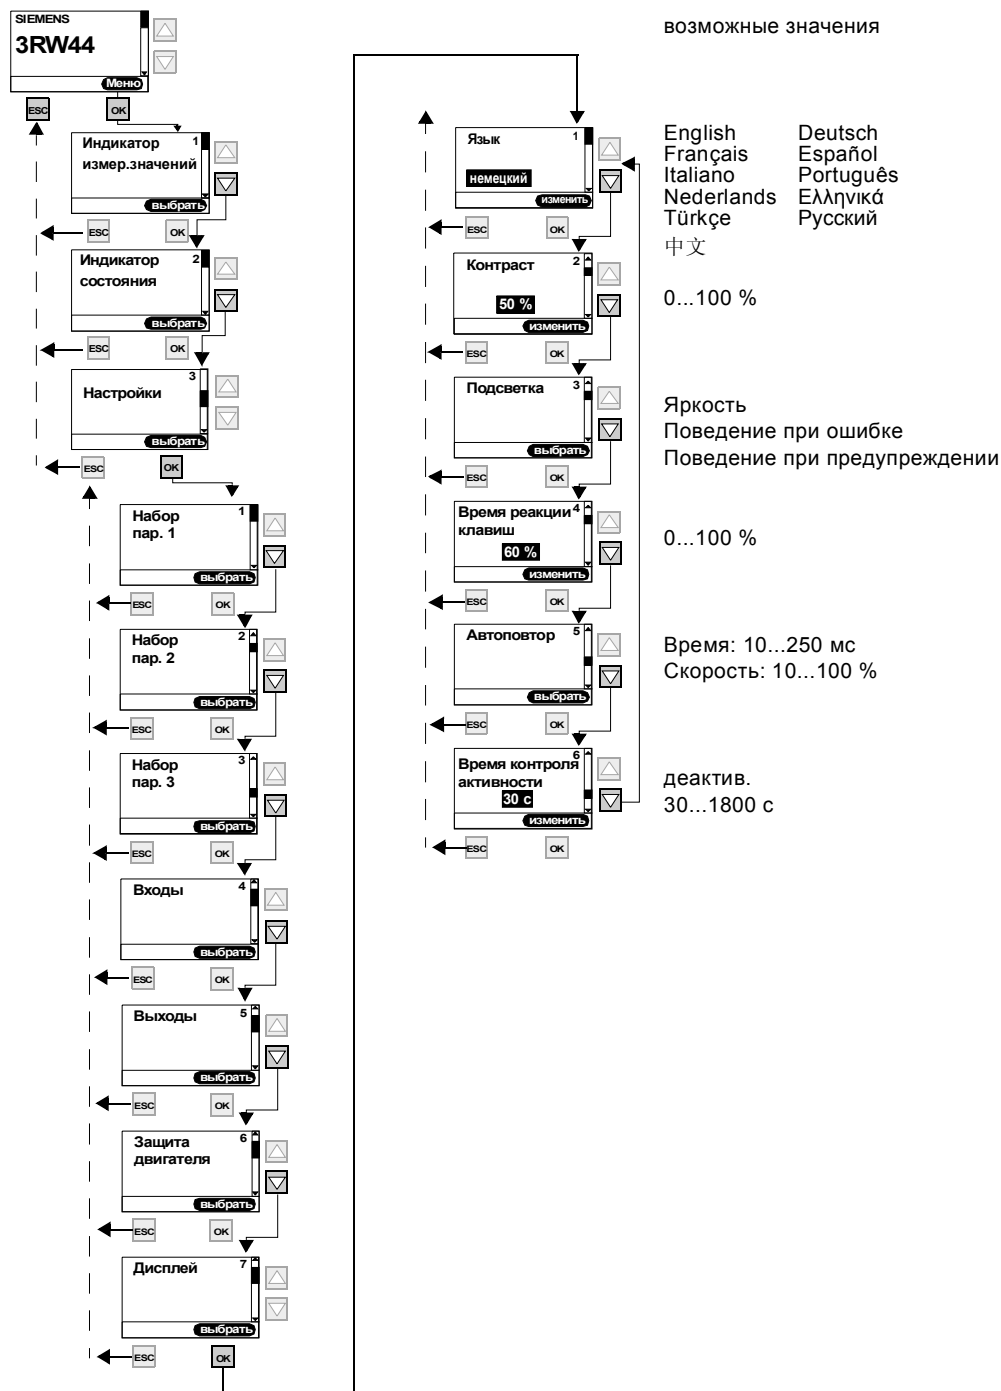 SIEMENS
3RW44
Меню
ESC
OK
Индикатор 1
измер.значений
выбрать
ESC
OK
Индикатор 2
состояния
выбрать
ESC
OK
3
Настройки
выбрать
ESC
OK
Набор 1
пар. 1
выбрать
ESC
OK
Набор 2
пар. 2
выбрать
ESC
OK
Набор 3
пар. 3
выбрать
ESC
OK
Входы 4
выбрать
ESC
OK
Выходы 5
выбрать
ESC
OK
Защита 6
двигателя
выбрать
ESC
OK
Дисплей 7
выбрать
ESC
OK
возможные значения
Язык 1
немецкий
изменить
ESC
OK
English Deutsch
Français Español
Italiano Português
Nederlands Ελληνικά
Türkçe Русский
中文
Контраст 2
50 %
изменить
ESC
OK
0...100 %
Подсветка 3
выбрать
ESC
OK
Яркость
Поведение при ошибке
Поведение при предупреждении
Время реакции 4
клавиш
60 %
изменить
ESC
OK
0...100 %
Автоповтор 5
выбрать
ESC
OK
Время: 10...250 мс
Скорость: 10...100 %
6
Время контроля
активности
30 с
изменить
ESC
OK
деактив.
30...1800 с